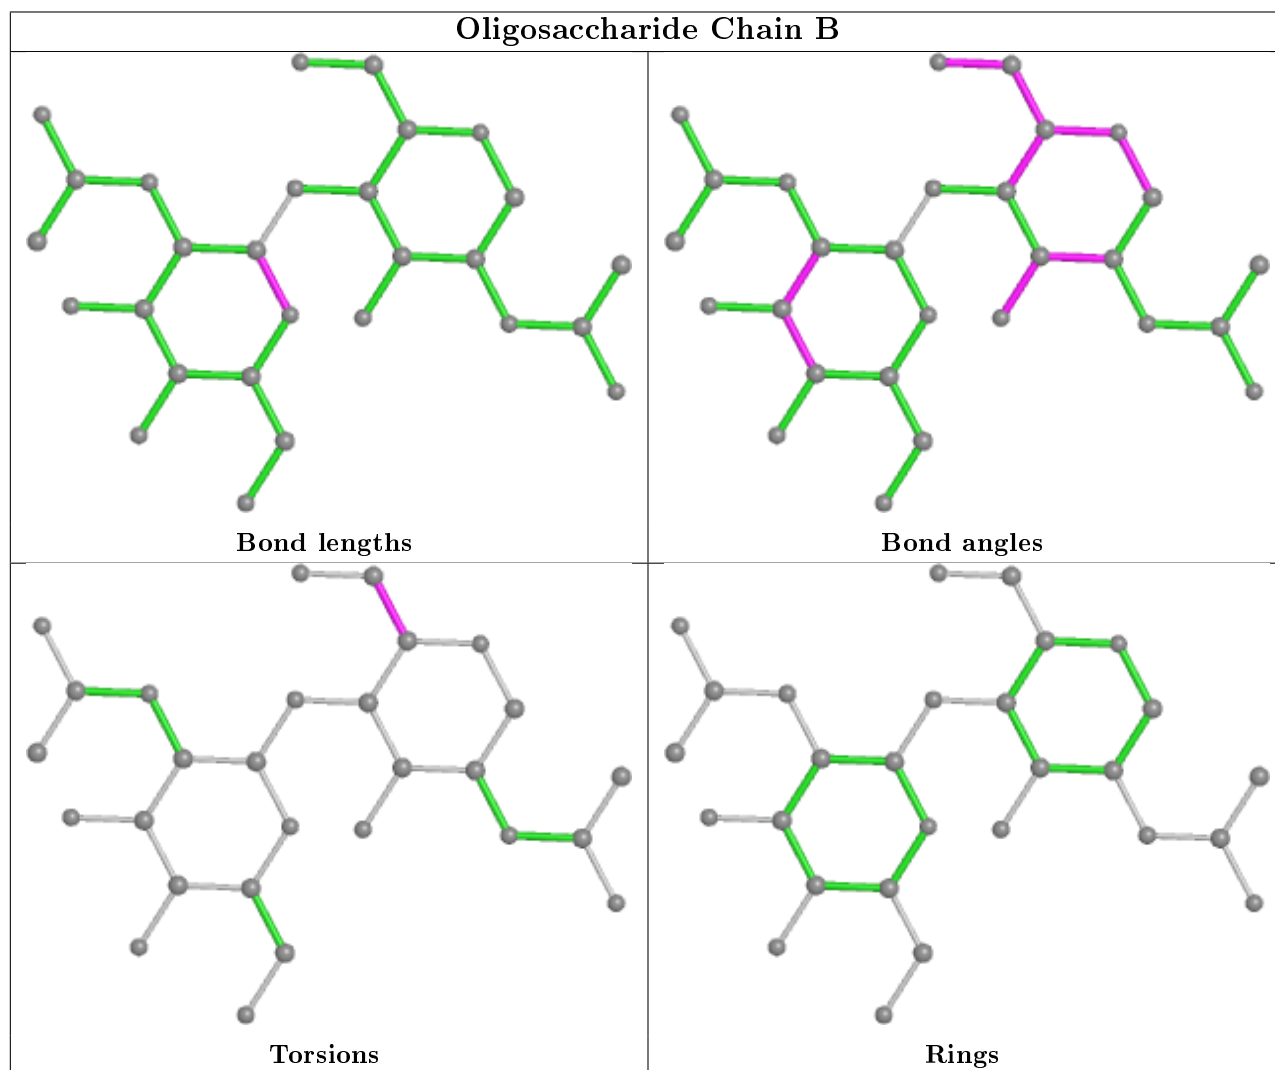 Oligosaccharide Chain B
Bond lengths
Bond angles
Torsions
Rings